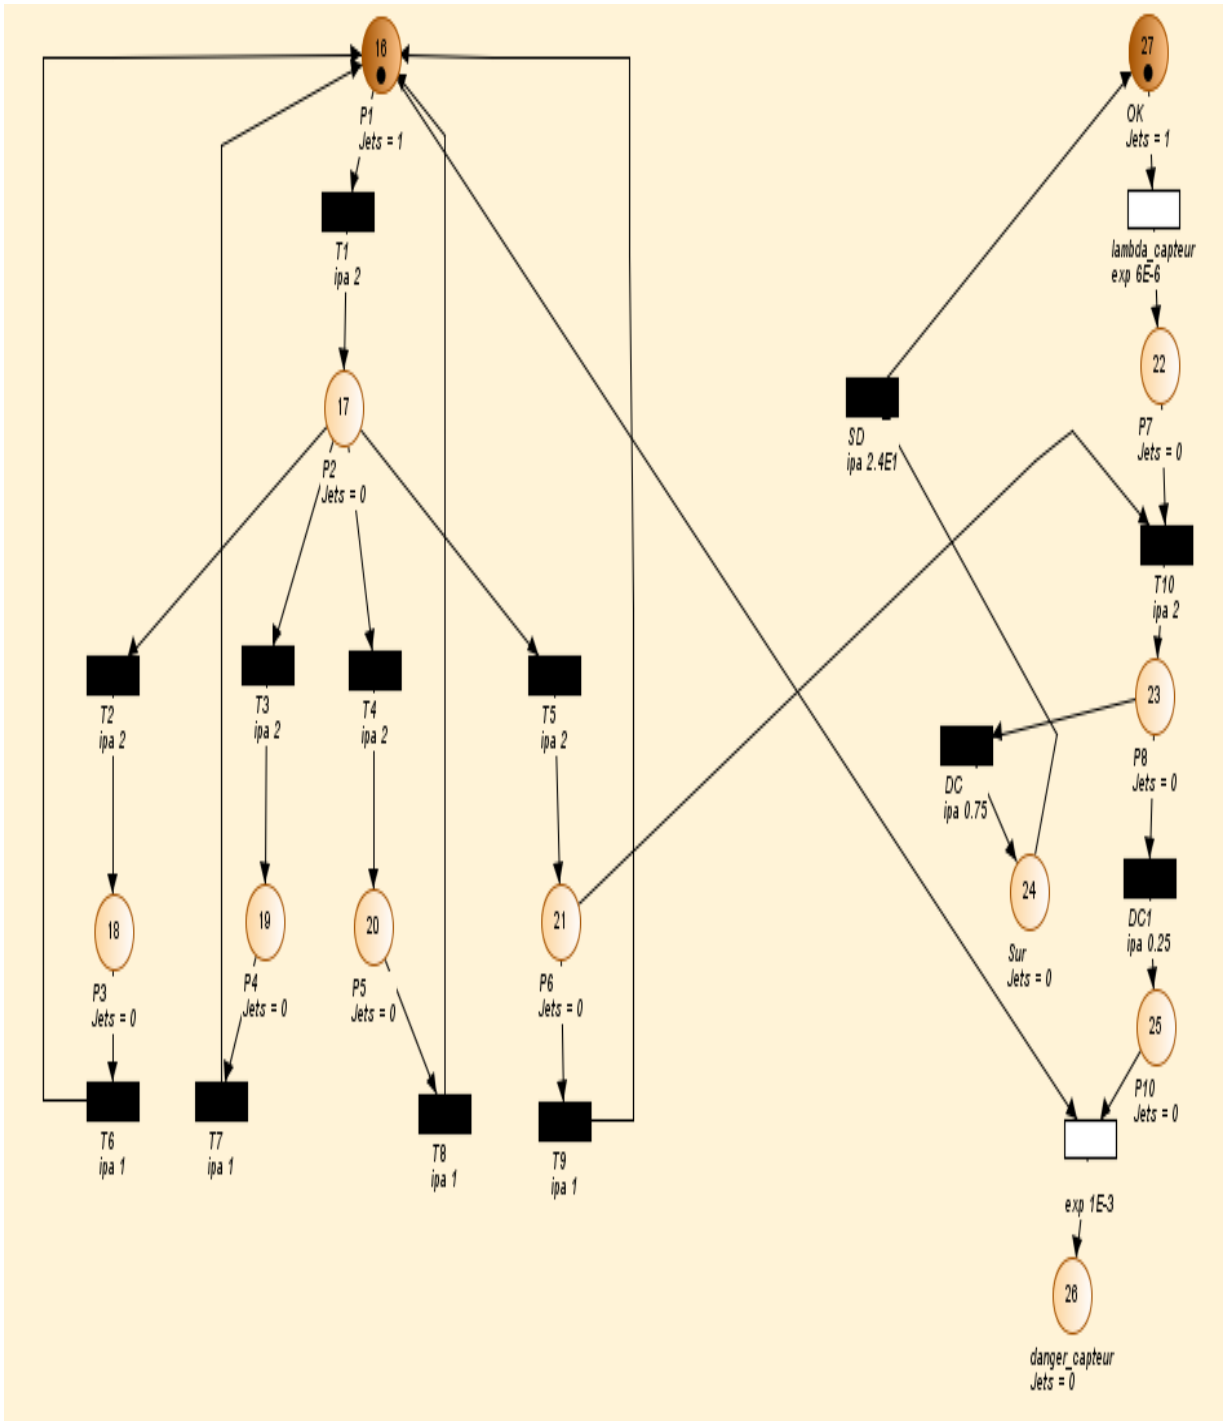 16
P1
Jets = 1
T1
ipa 2
17
P2
Jets = 0
T2
ipa 2
T3
ipa 2
T4
ipa 2
T5
ipa 2
18
P3
Jets = 0
19
P4
Jets = 0
20
P5
Jets = 0
21
P6
Jets = 0
T6
ipa 1
T7
ipa 1
T8
ipa 1
T9
ipa 1
27
OK
Jets = 1
lambda_capteur
exp 6E-6
22
P7
Jets = 0
SD
ipa 2.4E1
T10
ipa 2
23
P8
Jets = 0
DC
ipa 0.75
24
Sur
Jets = 0
DC1
ipa 0.25
25
P10
Jets = 0
exp 1E-3
26
danger_capteur
Jets = 0